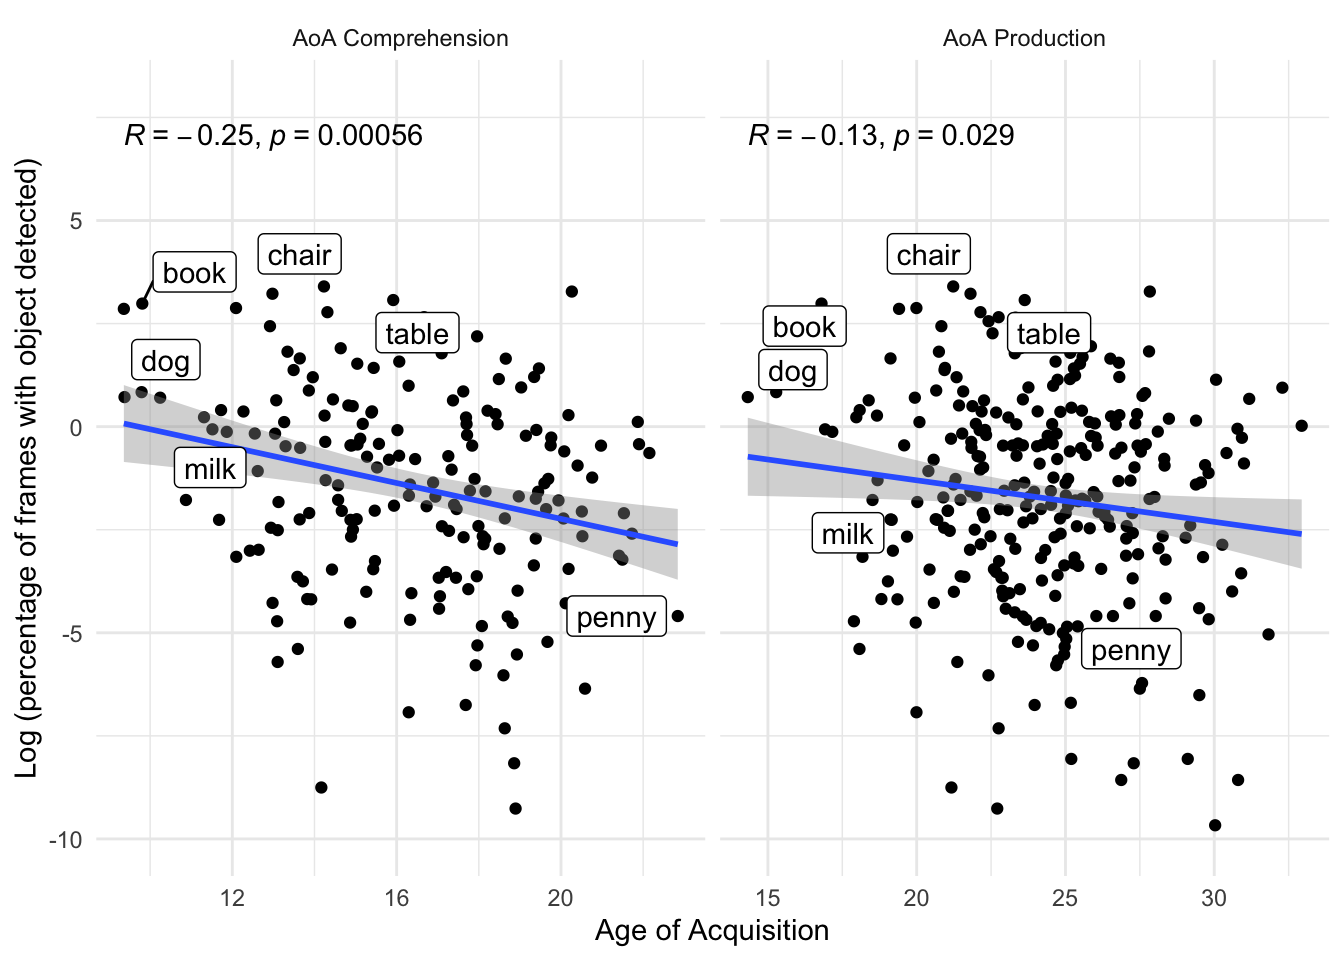 AoA Comprehension
AoA Production
R = −0.25, p = 0.00056
R = −0.13, p = 0.029
Log (percentage of frames with object detected)
5
0
-5
-10
book
chair
table
dog
milk
penny
chair
book
table
dog
milk
penny
12
16
20
15
20
25
30
Age of Acquisition